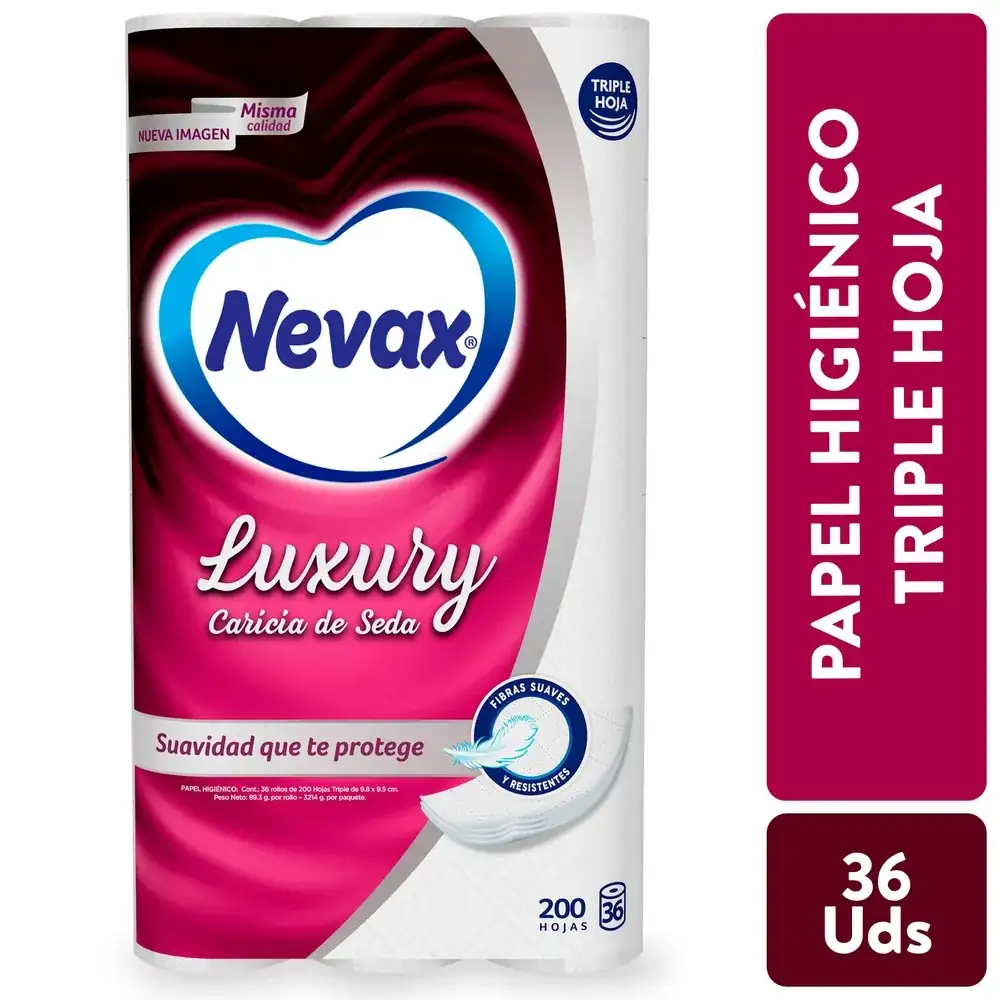 NUEVA IMAGEN
Misma
calidad
TRIPLE
HOJA
Nevax®
Luxury
Caricia de Seda
FIBRAS SUAVES
Y RESISTENTES
Suavidad que te protege
PAPEL HIGIÉNICO: Cont.: 36 rollos de 200 Hojas Triple de 9.8 x 9.5 cm.
Peso Neto: 89.3 g. por rollo - 3214 g. por paquete.
200
HOJAS
36
PAPEL HIGIÉNICO
TRIPLE HOJA
36
Uds